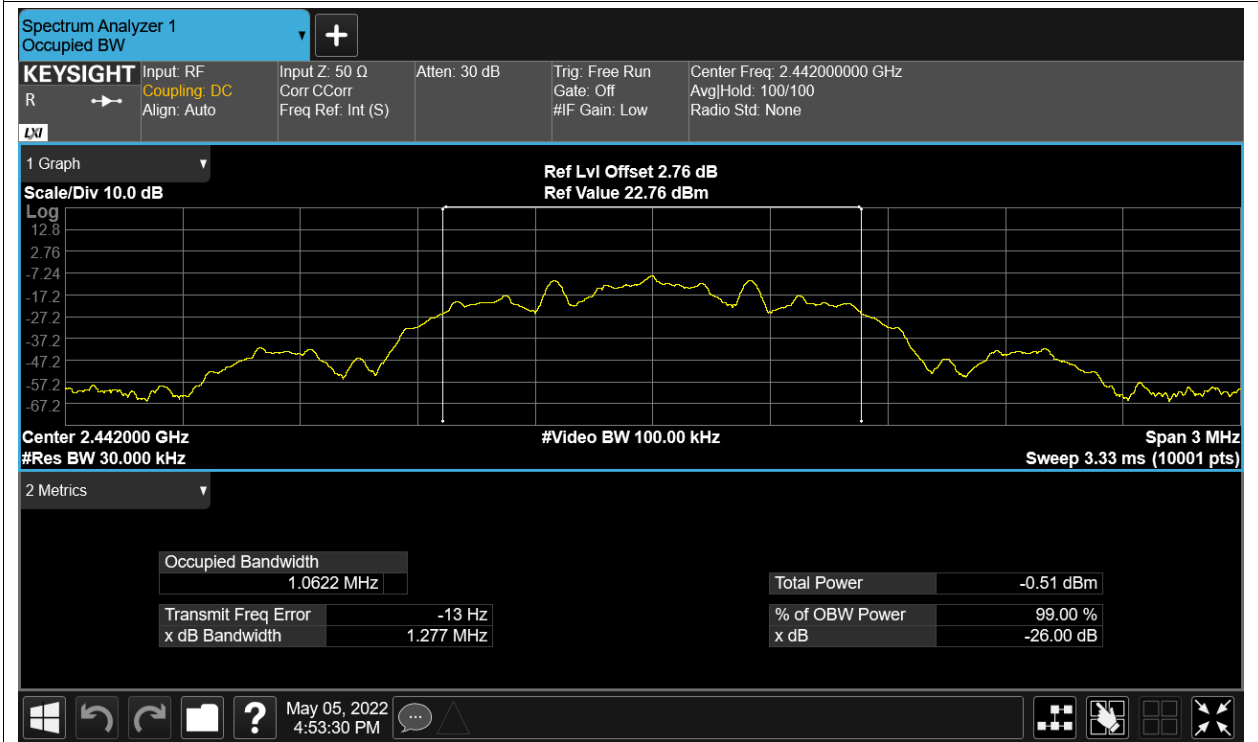 Spectrum Analyzer 1
Occupied BW
KEYSIGHT
R
LXI
Input: RF
Coupling: DC
Align: Auto
Input Z: 50 Ω
Corr CCorr
Freq Ref: Int (S)
Atten: 30 dB
Trig: Free Run
Gate: Off
#IF Gain: Low
Center Freq: 2.442000000 GHz
Avg|Hold: 100/100
Radio Std: None
1 Graph
Scale/Div 10.0 dB
Ref Lvl Offset 2.76 dB
Ref Value 22.76 dBm
Log
12.8
2.76
-7.24
-17.2
-27.2
-37.2
-47.2
-57.2
-67.2
Center 2.442000 GHz
#Res BW 30.000 kHz
#Video BW 100.00 kHz
Span 3 MHz
Sweep 3.33 ms (10001 pts)
2 Metrics
Occupied Bandwidth
1.0622 MHz
Transmit Freq Error -13 Hz
x dB Bandwidth 1.277 MHz
Total Power -0.51 dBm
% of OBW Power 99.00 %
x dB -26.00 dB
?
May 05, 2022
4:53:30 PM